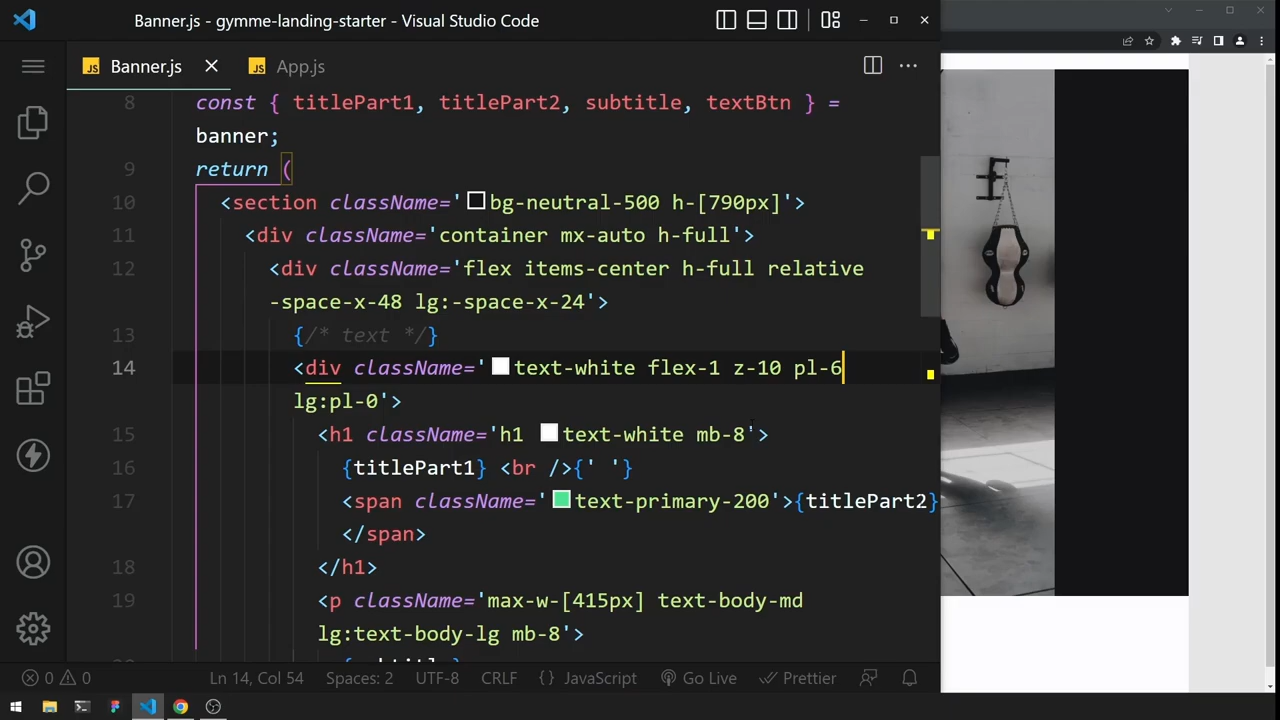 Banner.js - gymme-landing-starter - Visual Studio Code
JS Banner.js
JS App.js
8 const { titlePart1, titlePart2, subtitle, textBtn } =
banner;
9 return (
10 <section className='bg-neutral-500 h-[790px]'>
11 <div className='container mx-auto h-full'>
12 <div className='flex items-center h-full relative
-space-x-48 lg:-space-x-24'>
13 {/* text */}
14 <div className='text-white flex-1 z-10 pl-6
lg:pl-0'>
15 <h1 className='h1 text-white mb-8'>
16 {titlePart1} <br />{' '}
17 <span className='text-primary-200'>{titlePart2}
</span>
18 </h1>
19 <p className='max-w-[415px] text-body-md
lg:text-body-lg mb-8'>
{subtitle}
0 0 Ln 14, Col 54 Spaces: 2 UTF-8 CRLF {} JavaScript Go Live Prettier